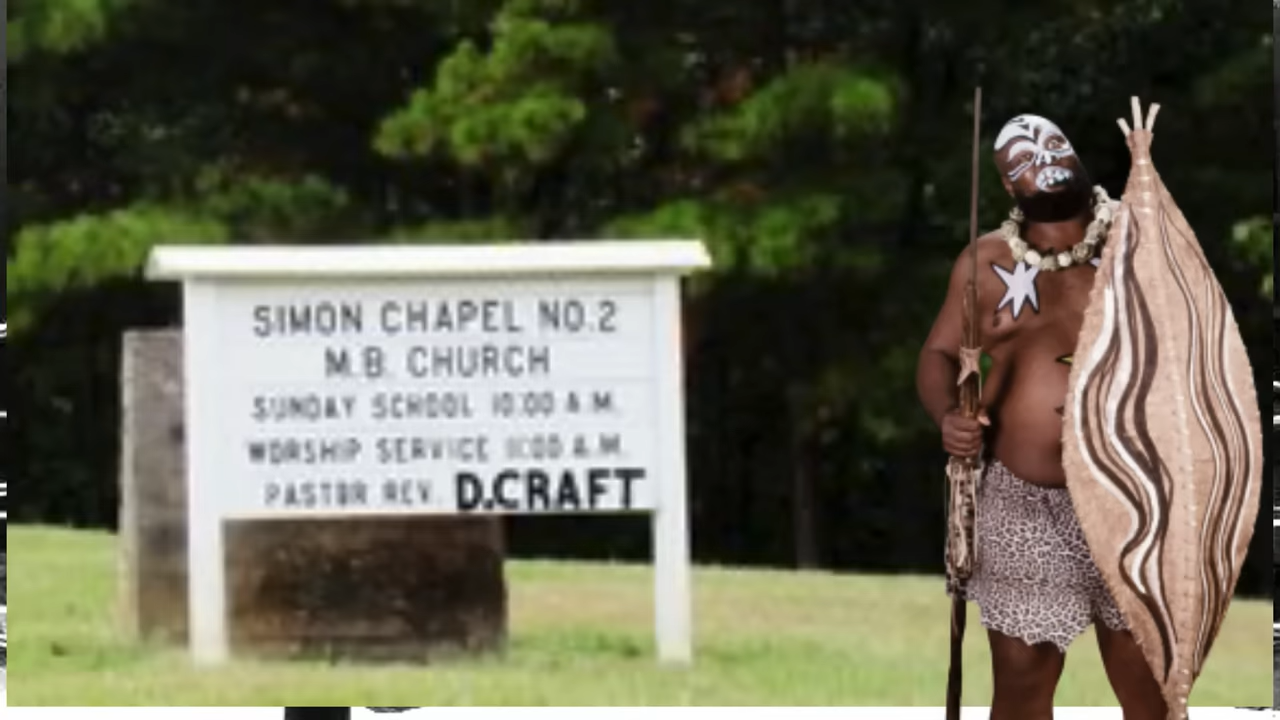 SIMON CHAPEL NO.2
M.B. CHURCH
SUNDAY SCHOOL 10:00 A.M.
WORSHIP SERVICE 11:00 A.M.
PASTOR REV. D.CRAFT